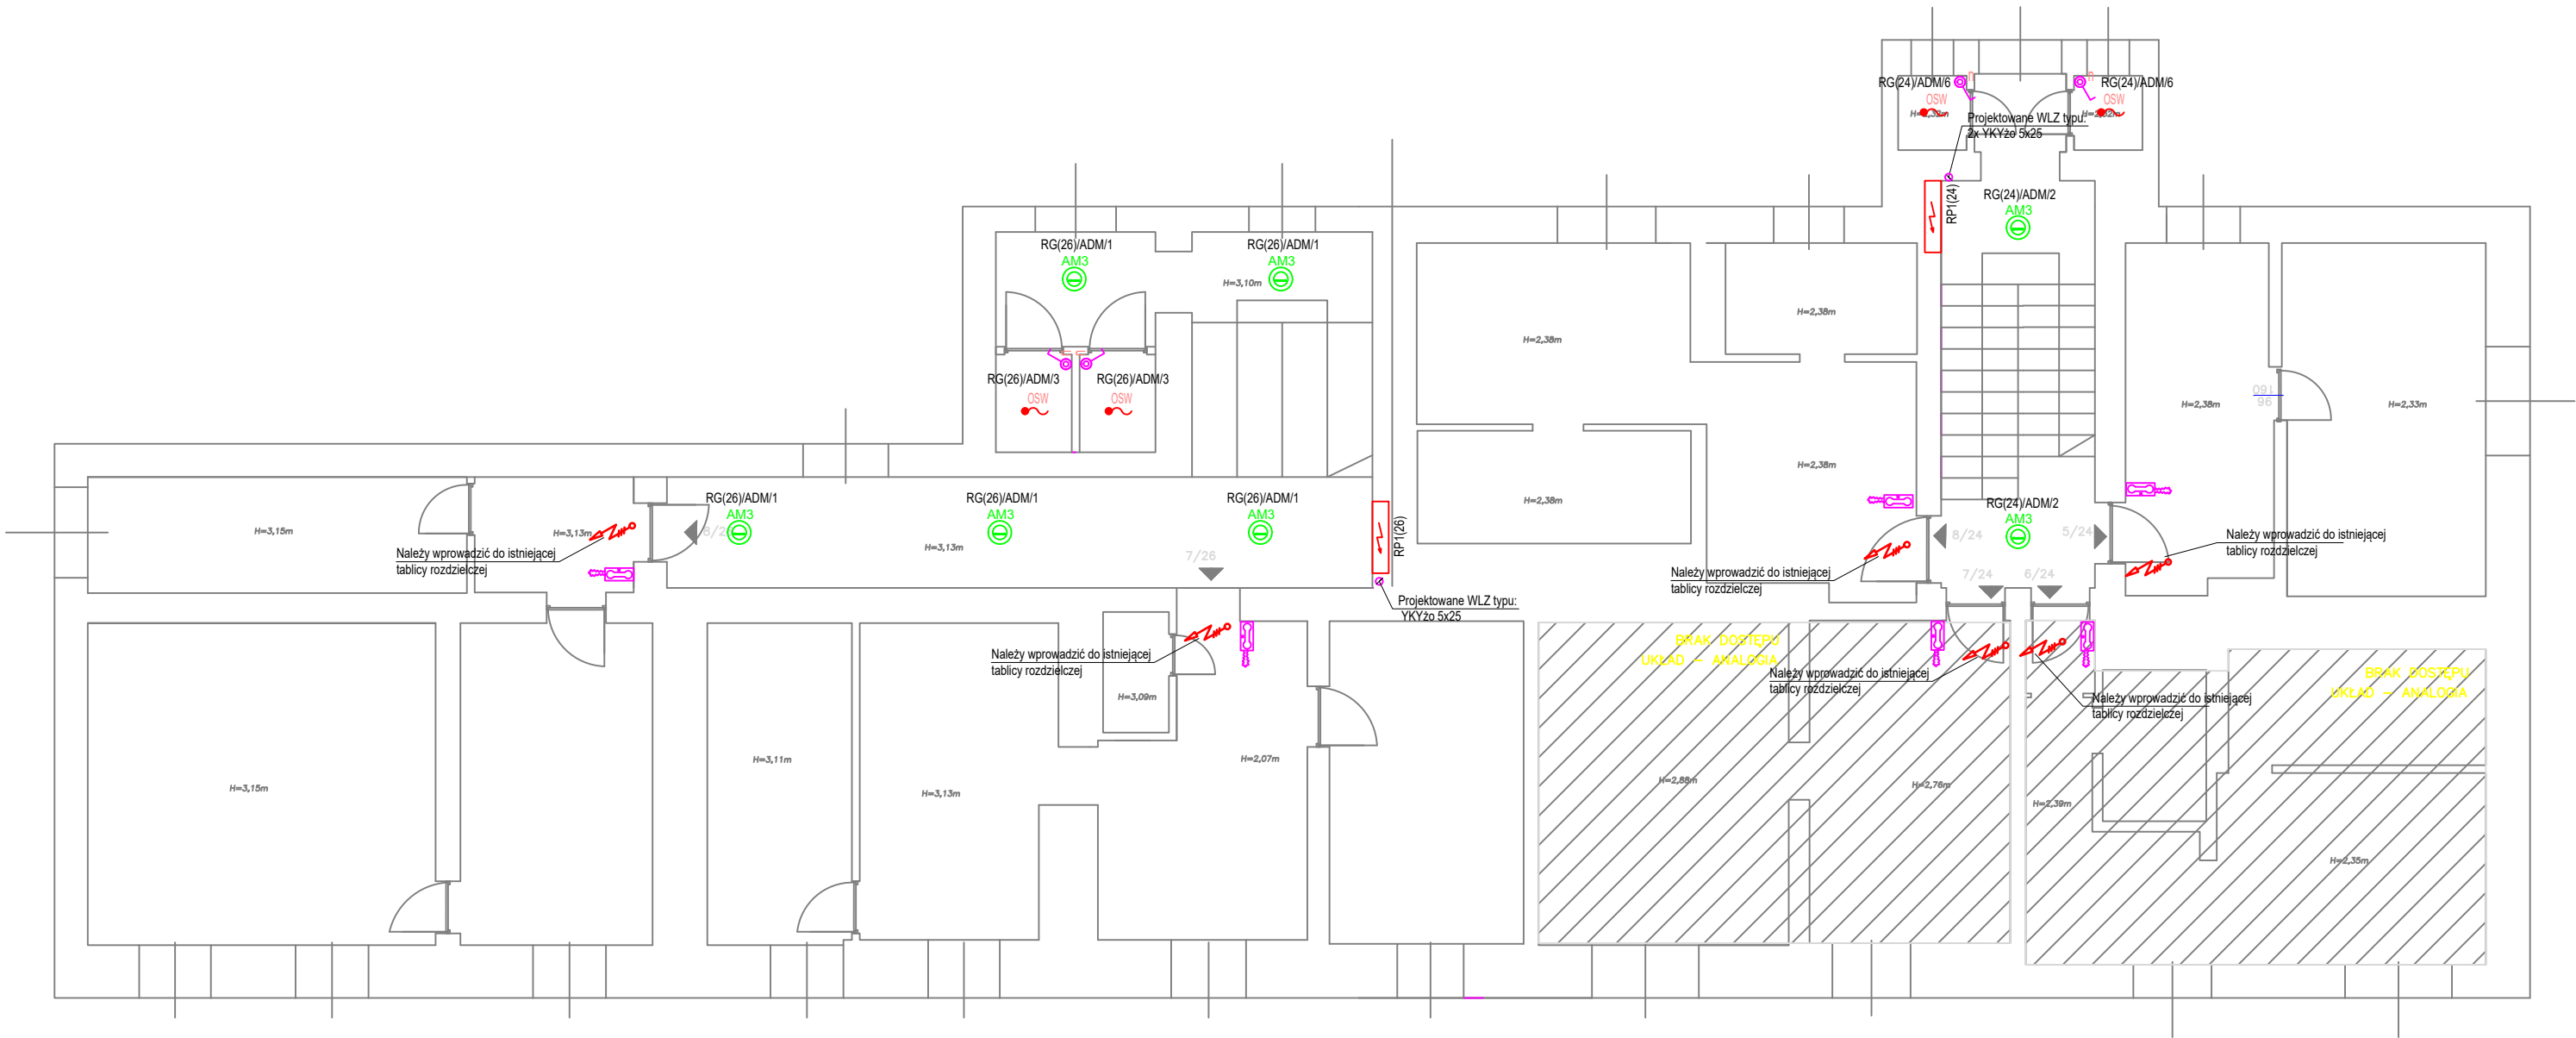 RG(24)/ADM/6
OSW
H=2,32m
RG(24)/ADM/6
OSW
H=2,32m
Projektowane WLZ typu:
2x YKYżo 5x25
RP1(24)
RG(24)/ADM/2
AM3
RG(26)/ADM/1
AM3
RG(26)/ADM/1
AM3
H=3,10m
RG(26)/ADM/3
OSW
RG(26)/ADM/3
OSW
H=2,38m
H=2,38m
H=2,38m
H=2,38m
H=2,38m
160
96
H=2,33m
H=3,15m
H=3,13m
Należy wprowadzić do istniejącej
tablicy rozdzielczej
RG(26)/ADM/1
AM3
8/2
RG(26)/ADM/1
AM3
H=3,13m
RG(26)/ADM/1
AM3
7/26
RP1(26)
Projektowane WLZ typu:
YKYżo 5x25
RG(24)/ADM/2
AM3
8/24
5/24
7/24
6/24
Należy wprowadzić do istniejącej
tablicy rozdzielczej
Należy wprowadzić do istniejącej
tablicy rozdzielczej
Należy wprowadzić do istniejącej
tablicy rozdzielczej
H=3,09m
BRAK DOSTĘPU
UKŁAD - ANALOGIA
Należy wprowadzić do istniejącej
tablicy rozdzielczej
BRAK DOSTĘPU
UKŁAD - ANALOGIA
Należy wprowadzić do istniejącej
tablicy rozdzielczej
H=3,15m
H=3,11m
H=3,13m
H=2,07m
H=2,88m
H=2,76m
H=2,39m
H=2,35m